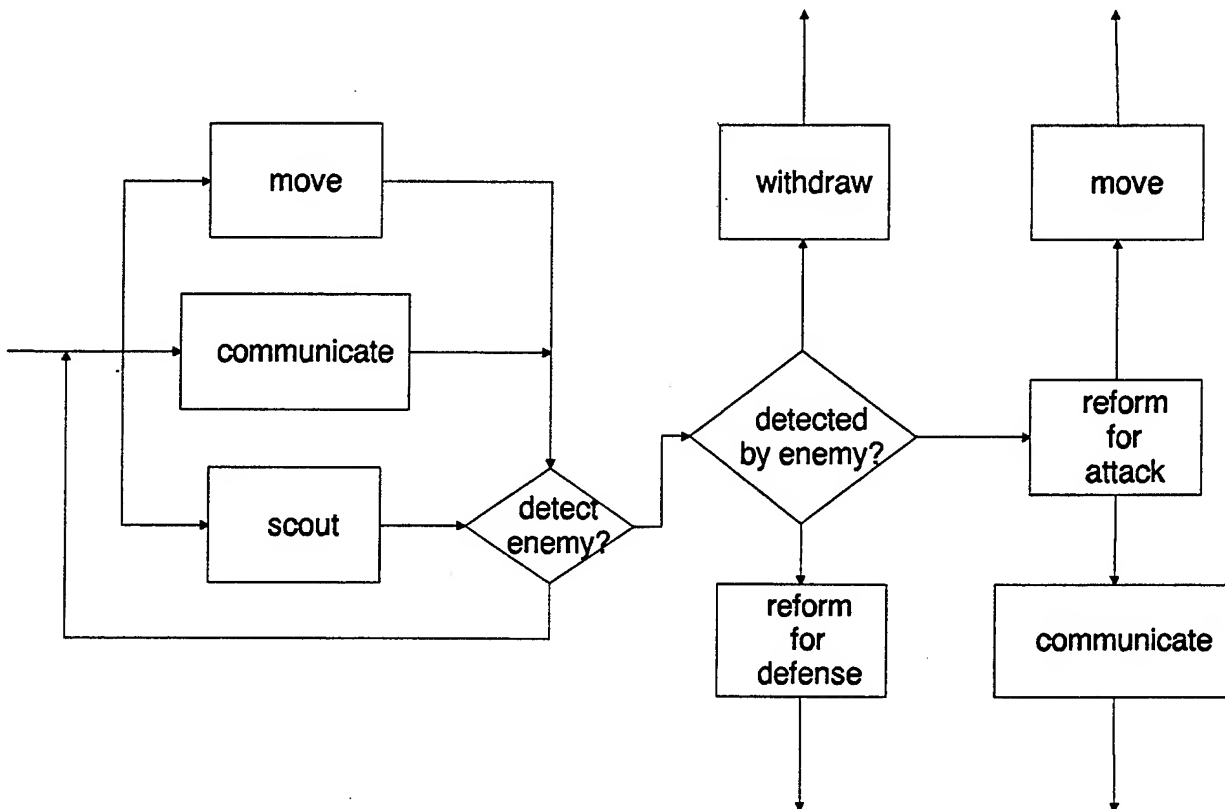 move
communicate
scout
detect
enemy?
withdraw
detected
by enemy?
reform
for
defense
move
reform
for
attack
communicate